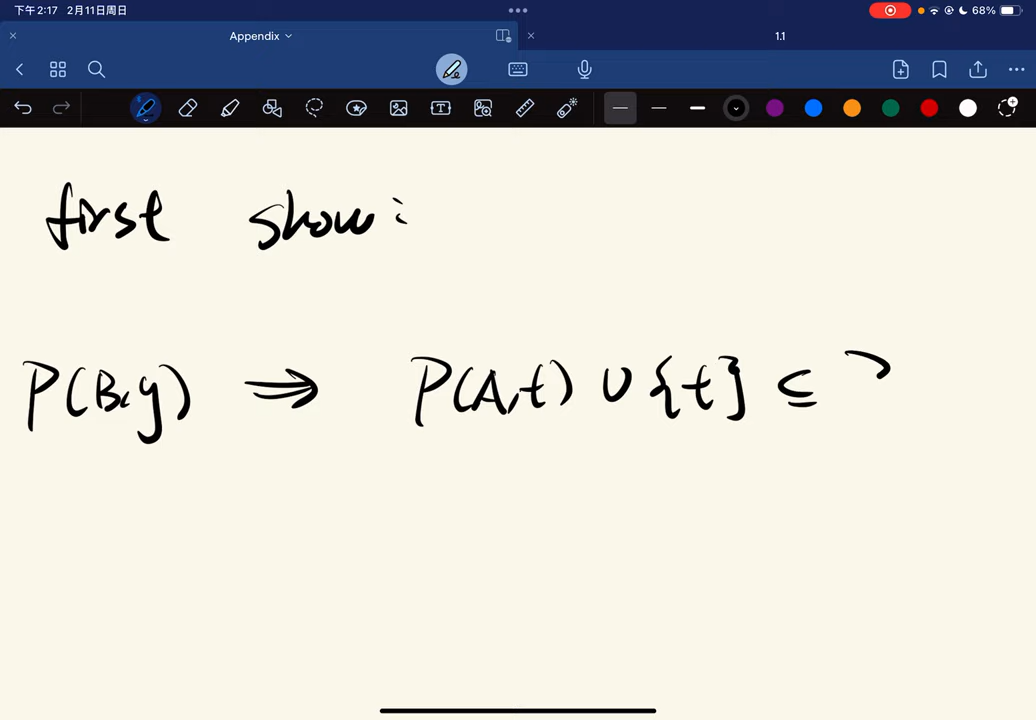 下午2:17 2月11日周日 68%
Appendix 1.1
first show:
P(B,y) ⇒ P(A,t) ∪ {t} ⊆